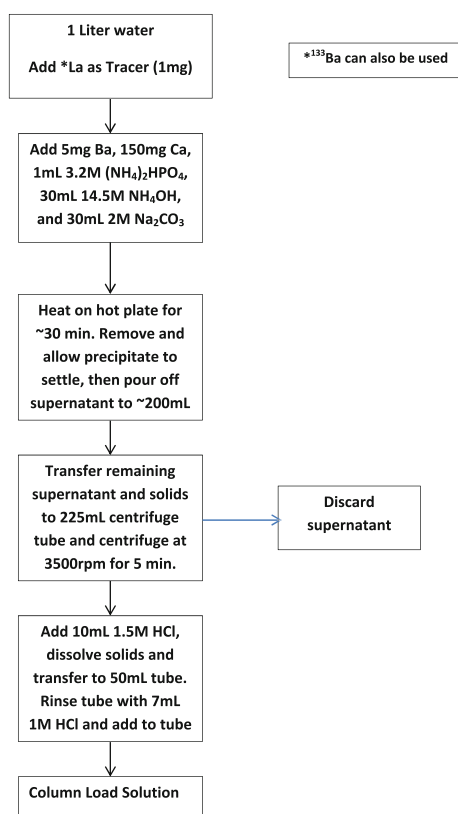 1 Liter water
Add *La as Tracer (1mg)
*¹³³Ba can also be used
Add 5mg Ba, 150mg Ca,
1mL 3.2M (NH₄)₂HPO₄,
30mL 14.5M NH₄OH,
and 30mL 2M Na₂CO₃
Heat on hot plate for
~30 min. Remove and
allow precipitate to
settle, then pour off
supernatant to ~200mL
Transfer remaining
supernatant and solids
to 225mL centrifuge
tube and centrifuge at
3500rpm for 5 min.
Discard
supernatant
Add 10mL 1.5M HCl,
dissolve solids and
transfer to 50mL tube.
Rinse tube with 7mL
1M HCl and add to tube
Column Load Solution